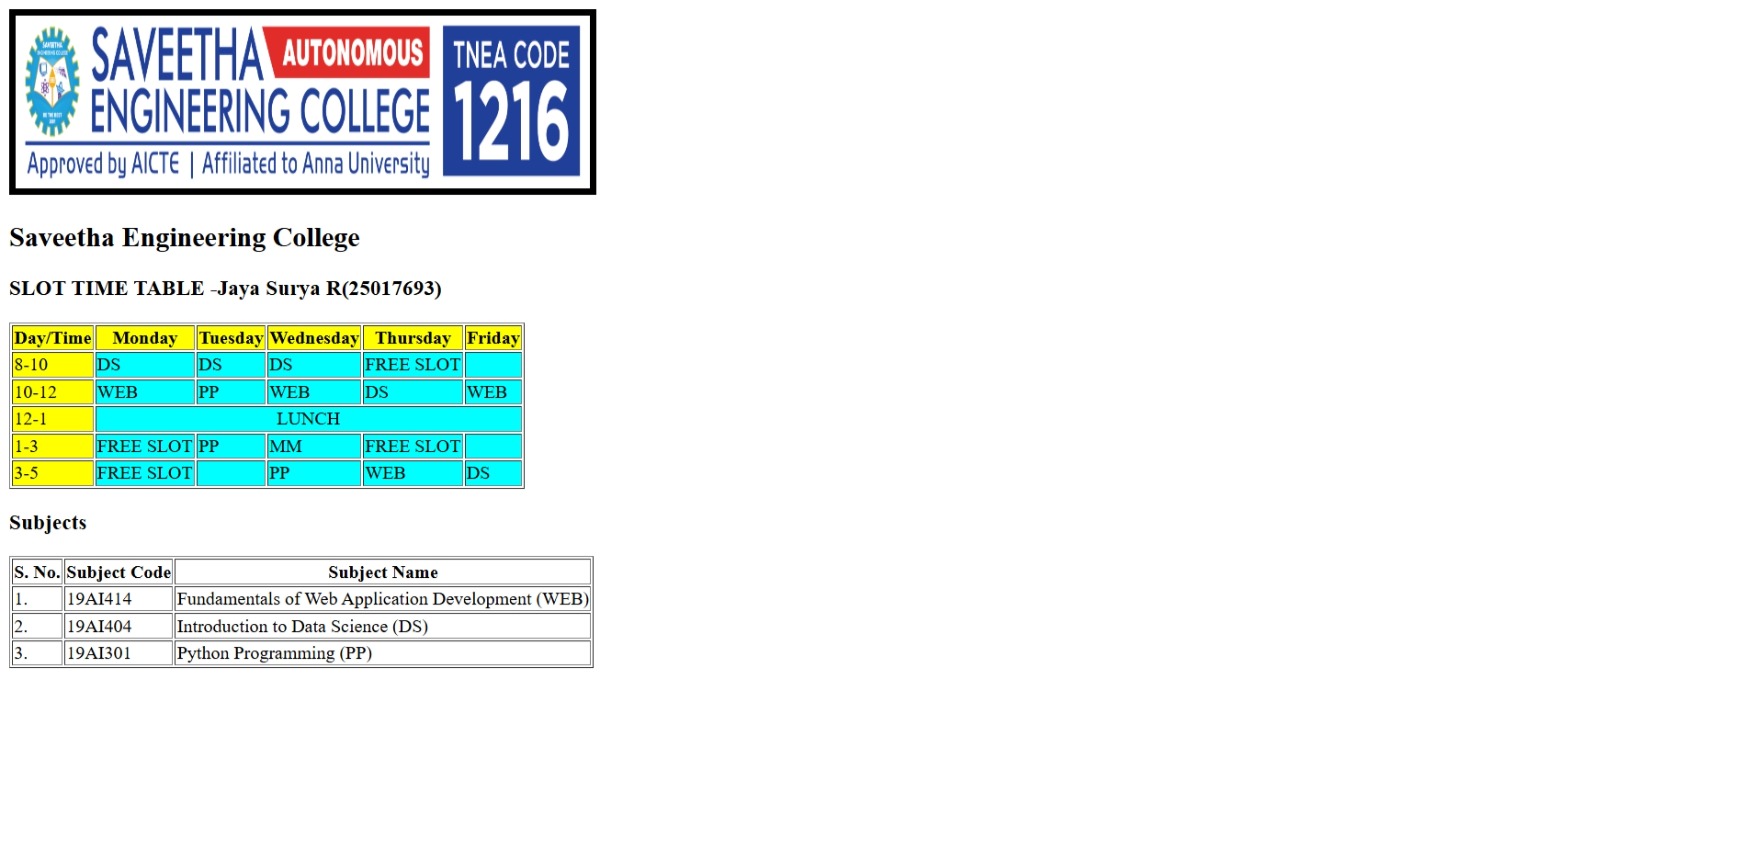 SAVEETHA AUTONOMOUS
ENGINEERING COLLEGE
Approved by AICTE | Affiliated to Anna University
TNEA CODE
1216
Saveetha Engineering College
SLOT TIME TABLE -Jaya Surya R(25017693)
Day/Time Monday Tuesday Wednesday Thursday Friday
8-10 DS DS DS FREE SLOT
10-12 WEB PP WEB DS WEB
12-1 LUNCH
1-3 FREE SLOT PP MM FREE SLOT
3-5 FREE SLOT PP WEB DS
Subjects
S. No. Subject Code Subject Name
1. 19AI414 Fundamentals of Web Application Development (WEB)
2. 19AI404 Introduction to Data Science (DS)
3. 19AI301 Python Programming (PP)